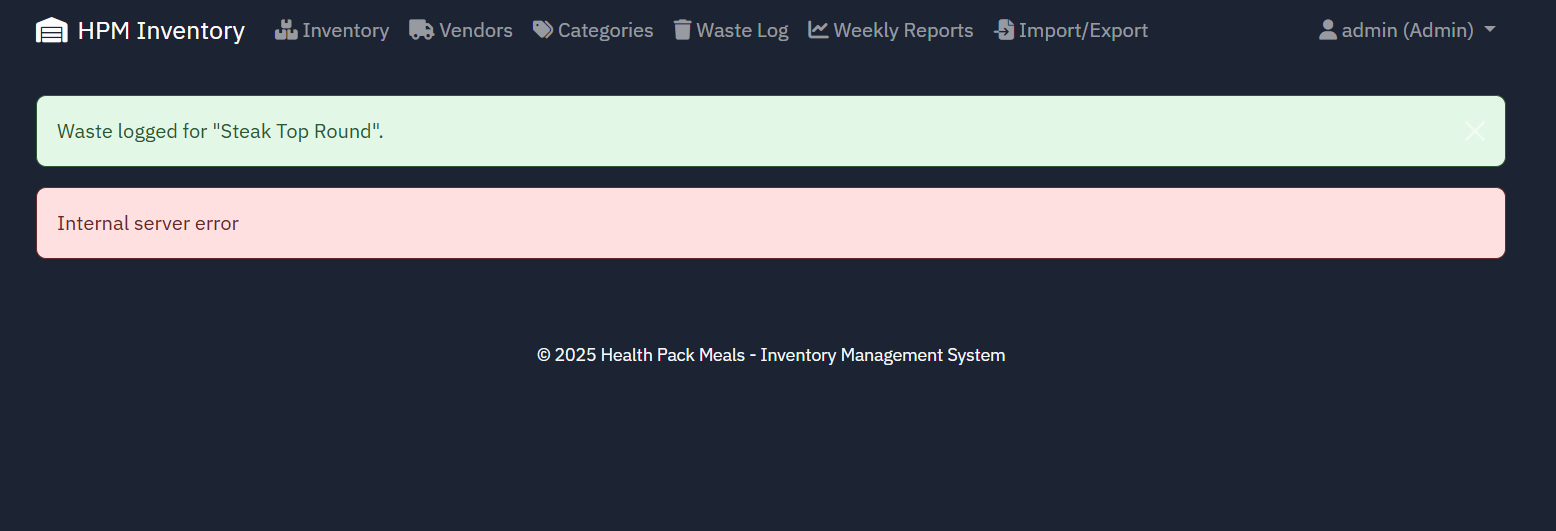 HPM Inventory Inventory Vendors Categories Waste Log Weekly Reports Import/Export admin (Admin)
Waste logged for "Steak Top Round".
Internal server error
© 2025 Health Pack Meals - Inventory Management System